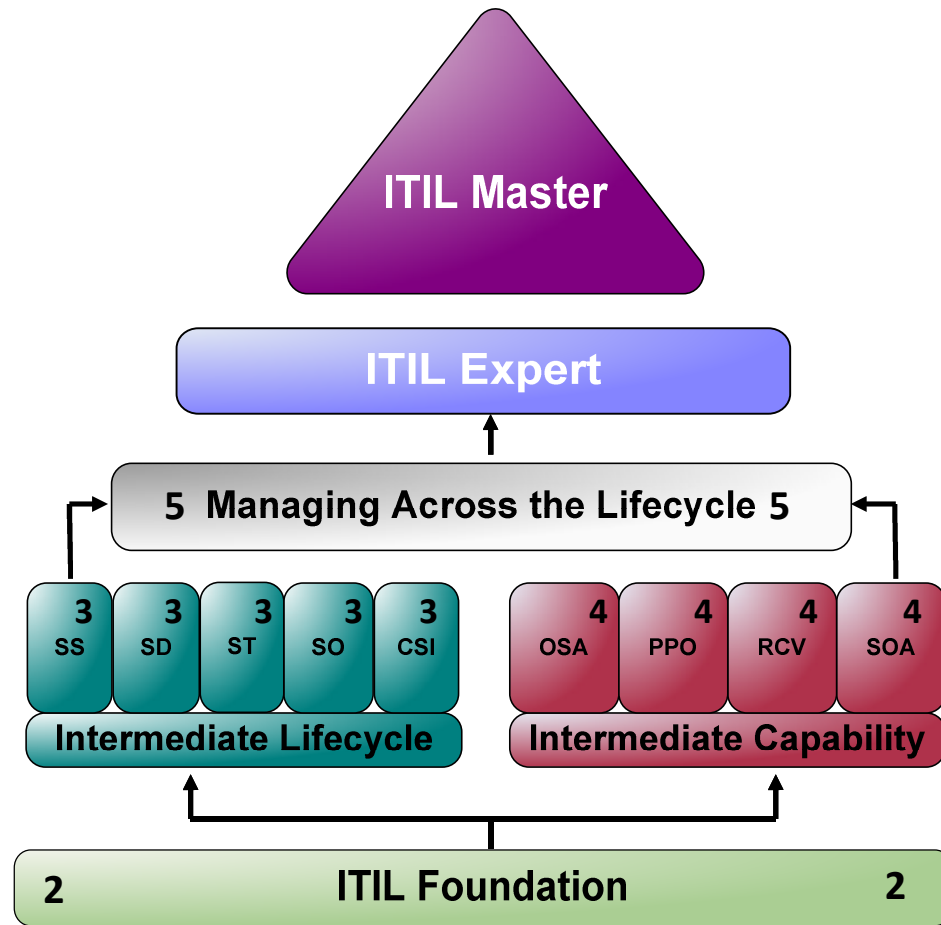 ITIL Master
ITIL Expert
5 Managing Across the Lifecycle 5
3 3 3 3 3
SS SD ST SO CSI
Intermediate Lifecycle
4 4 4 4
OSA PPO RCV SOA
Intermediate Capability
2 ITIL Foundation 2